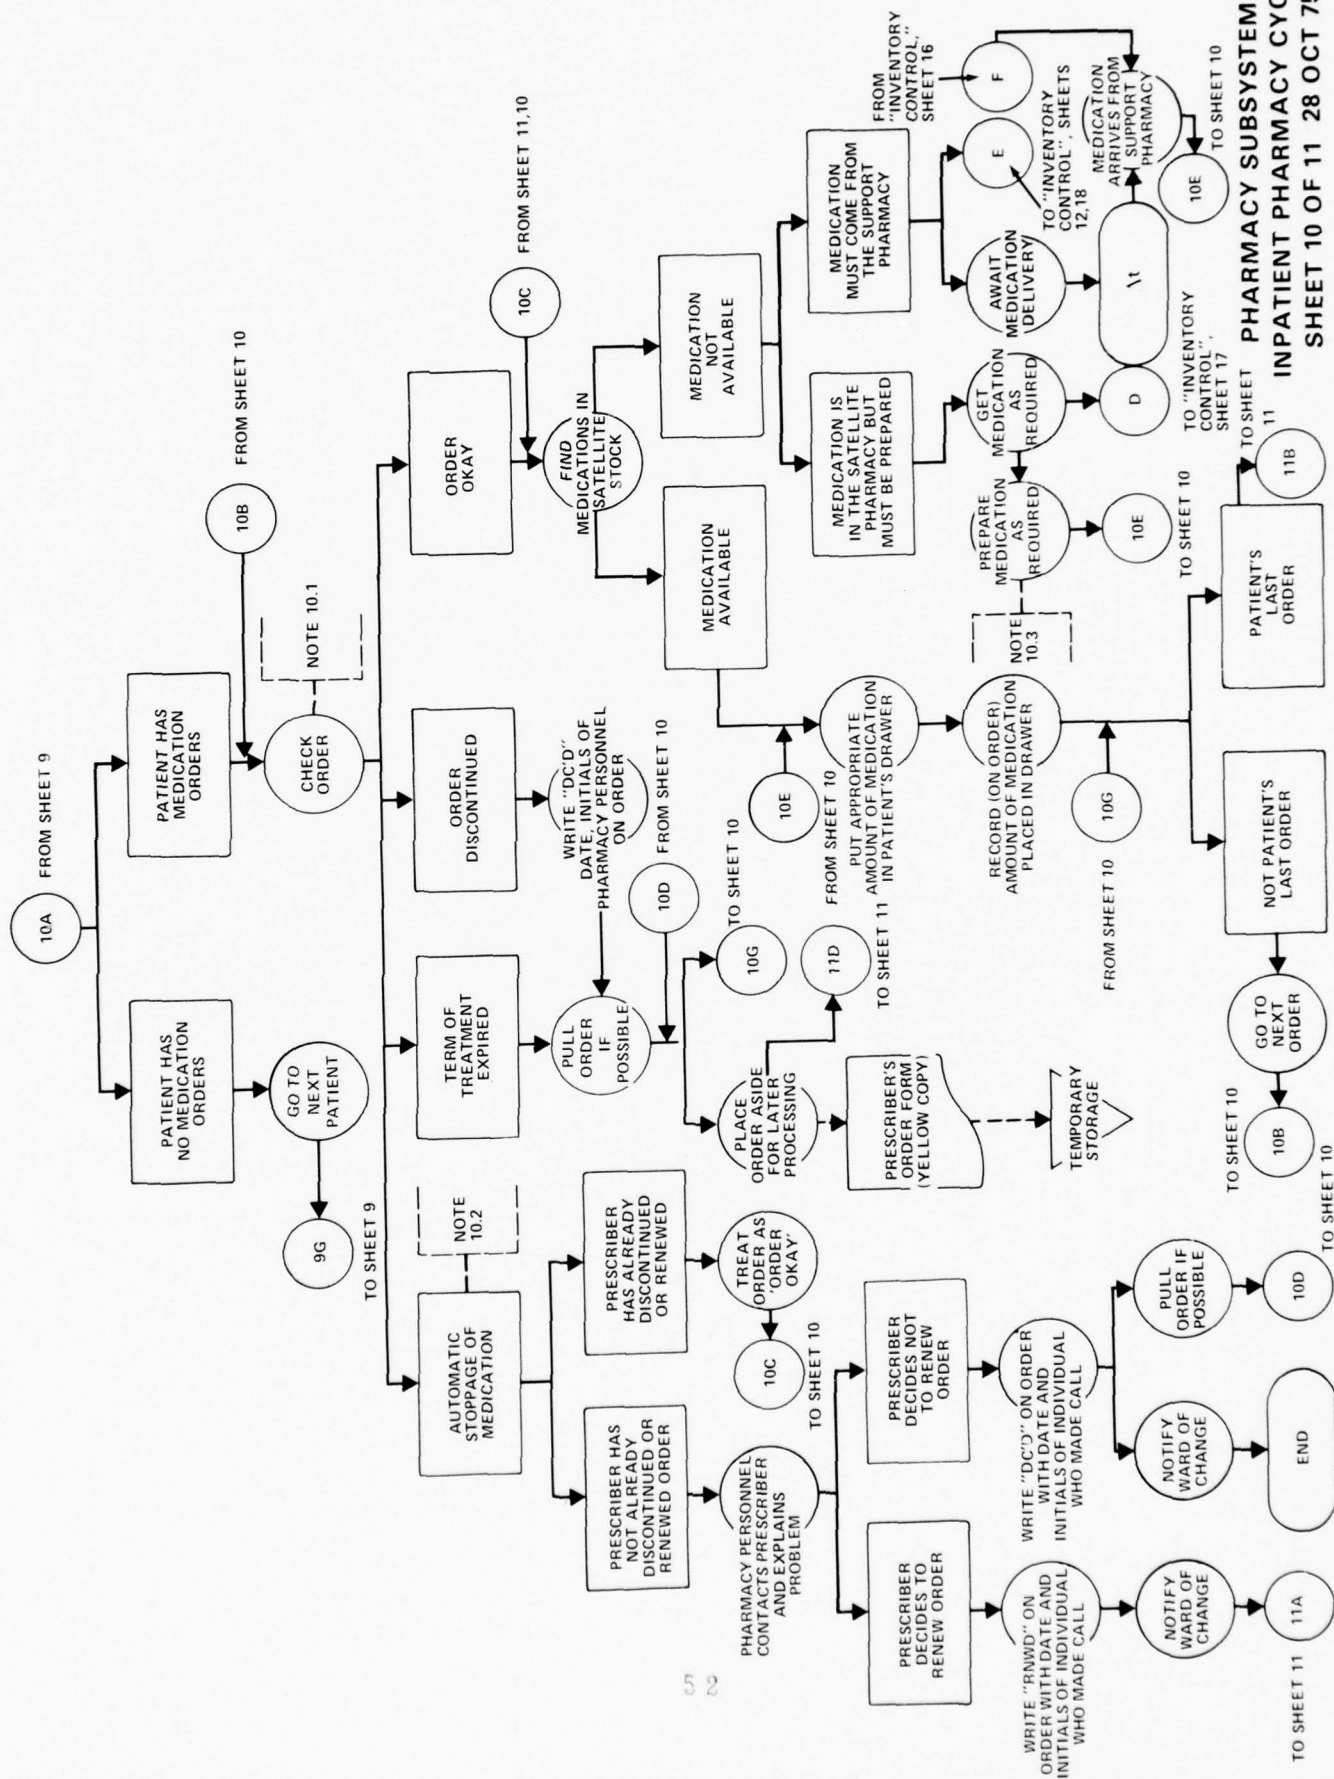 10A
FROM SHEET 9
PATIENT HAS
NO MEDICATION
ORDERS
PATIENT HAS
MEDICATION
ORDERS
10B
FROM SHEET 10
GO TO
NEXT
PATIENT
9G
TO SHEET 9
CHECK
ORDER
NOTE 10.1
AUTOMATIC
STOPPAGE OF
MEDICATION
NOTE
10.2
TERM OF
TREATMENT
EXPIRED
ORDER
DISCONTINUED
ORDER
OKAY
10C
FROM SHEET 11,10
PRESCRIBER HAS
NOT ALREADY
DISCONTINUED OR
RENEWED ORDER
PRESCRIBER
HAS ALREADY
DISCONTINUED
OR RENEWED
PULL
ORDER
IF
POSSIBLE
WRITE "DC'D"
DATE, INITIALS OF
PHARMACY PERSONNEL
ON ORDER
FIND
MEDICATIONS IN
SATELLITE
STOCK
10D
FROM SHEET 10
PHARMACY PERSONNEL
CONTACTS PRESCRIBER
AND EXPLAINS
PROBLEM
TREAT
ORDER AS
'ORDER
OKAY'
10C
TO SHEET 10
PLACE
ORDER ASIDE
FOR LATER
PROCESSING
10G
TO SHEET 10
11D
TO SHEET 11
MEDICATION
AVAILABLE
MEDICATION
NOT
AVAILABLE
10E
FROM SHEET 10
PRESCRIBER
DECIDES TO
RENEW ORDER
PRESCRIBER
DECIDES NOT
TO RENEW
ORDER
PRESCRIBER'S
ORDER FORM
(YELLOW COPY)
TEMPORARY
STORAGE
PUT APPROPRIATE
AMOUNT OF MEDICATION
IN PATIENT'S DRAWER
MEDICATION IS
IN THE SATELLITE
PHARMACY BUT
MUST BE PREPARED
MEDICATION
MUST COME FROM
THE SUPPORT
PHARMACY
FROM
"INVENTORY
CONTROL,"
SHEET 16
F
E
TO "INVENTORY
CONTROL", SHEETS
12,18
WRITE "RNWD" ON
ORDER WITH DATE AND
INITIALS OF INDIVIDUAL
WHO MADE CALL
WRITE "DC'D" ON ORDER
WITH DATE AND
INITIALS OF INDIVIDUAL
WHO MADE CALL
RECORD (ON ORDER)
AMOUNT OF MEDICATION
PLACED IN DRAWER
NOTE
10.3
PREPARE
MEDICATION
AS
REQUIRED
GET
MEDICATION
AS
REQUIRED
AWAIT
MEDICATION
DELIVERY
MEDICATION
ARRIVES FROM
SUPPORT
PHARMACY
NOTIFY
WARD OF
CHANGE
NOTIFY
WARD OF
CHANGE
PULL
ORDER IF
POSSIBLE
FROM SHEET 10
10G
10E
TO SHEET 10
D
TO "INVENTORY
CONTROL",
SHEET 17
\t
10E
TO SHEET 10
TO SHEET 11
11A
END
10D
TO SHEET 10
TO SHEET 10
10B
GO TO
NEXT
ORDER
NOT PATIENT'S
LAST ORDER
PATIENT'S
LAST
ORDER
11B
TO SHEET
11
PHARMACY SUBSYSTEM
INPATIENT PHARMACY CYC
SHEET 10 OF 11 28 OCT 75
52